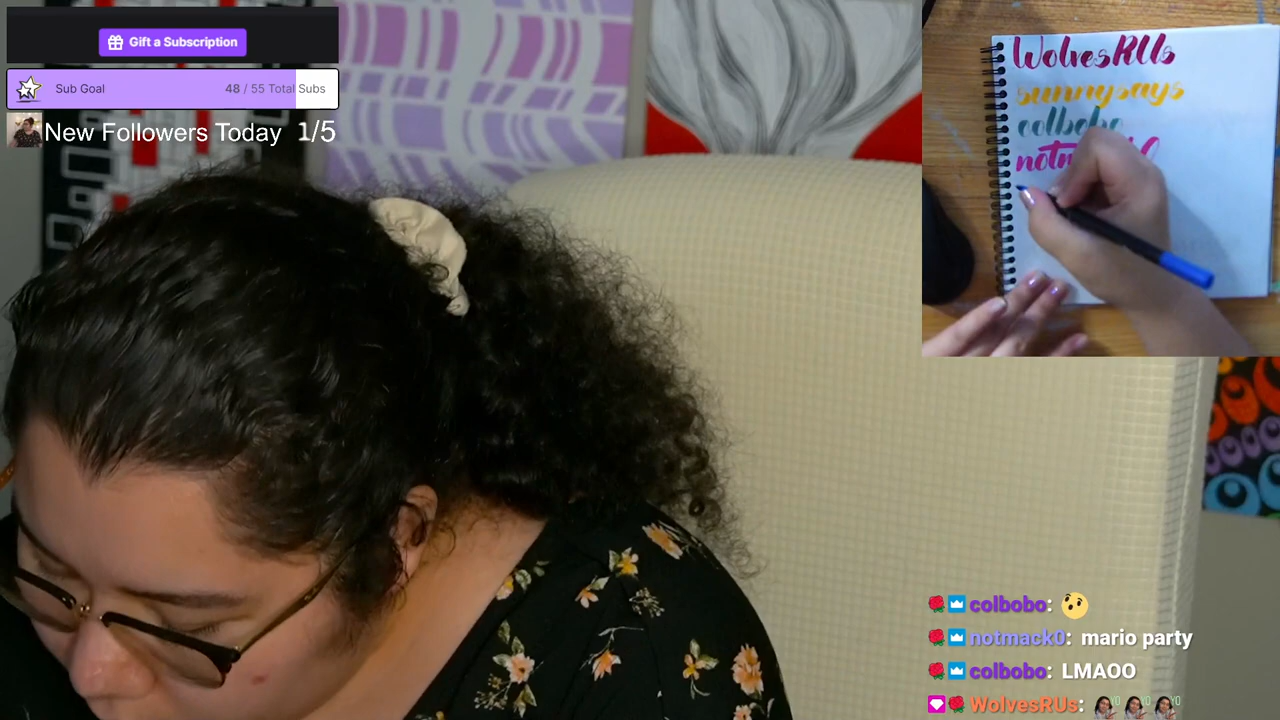 Gift a Subscription
Sub Goal 48 / 55 Total Subs
New Followers Today 1/5
WolvesRUs
sunnysays
colbobo
colbobo:
notmack0: mario party
colbobo: LMAOO
WolvesRUs: